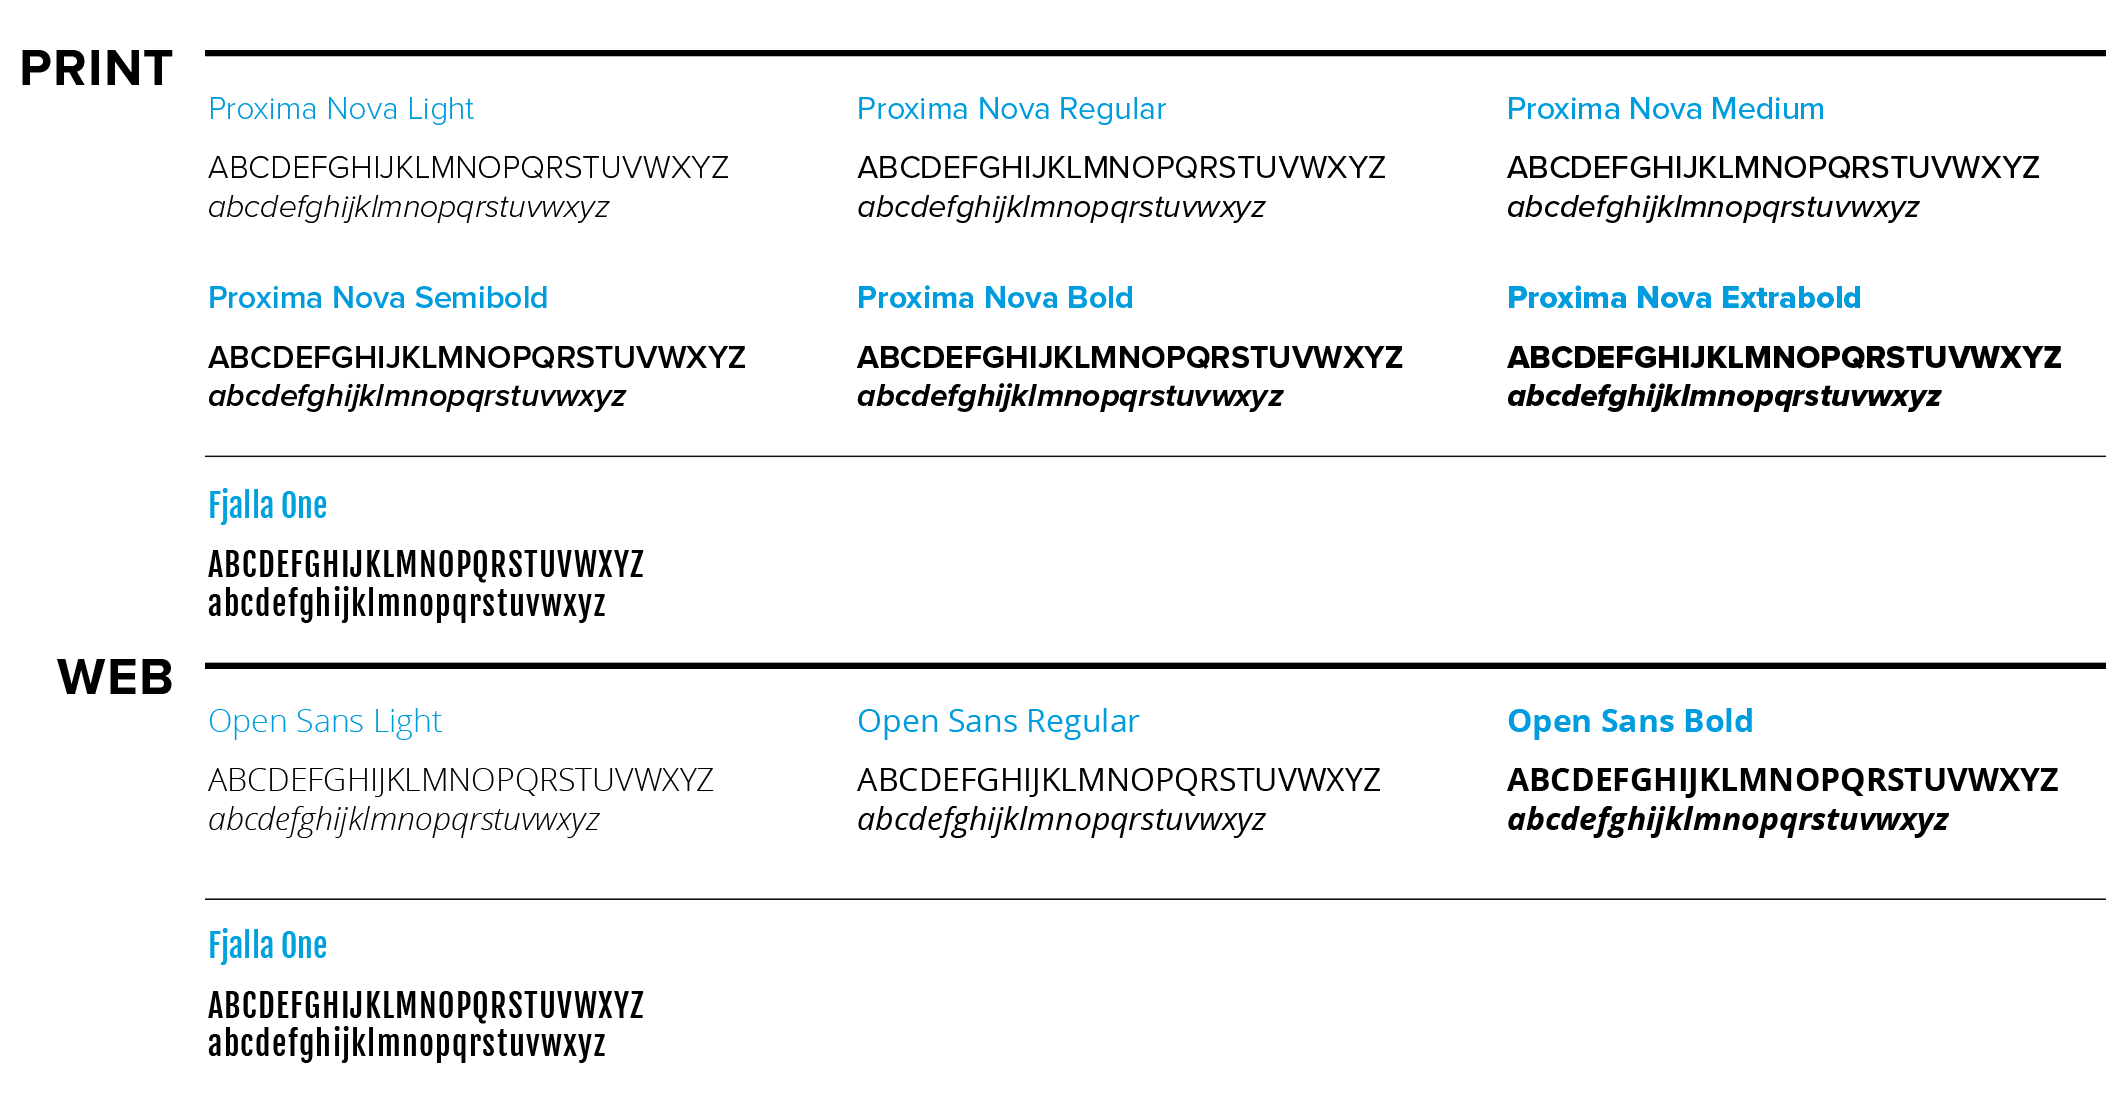 PRINT
Proxima Nova Light
ABCDEFGHIJKLMNOPQRSTUVWXYZ
abcdefghijklmnopqrstuvwxyz
Proxima Nova Regular
ABCDEFGHIJKLMNOPQRSTUVWXYZ
abcdefghijklmnopqrstuvwxyz
Proxima Nova Medium
ABCDEFGHIJKLMNOPQRSTUVWXYZ
abcdefghijklmnopqrstuvwxyz
Proxima Nova Semibold
ABCDEFGHIJKLMNOPQRSTUVWXYZ
abcdefghijklmnopqrstuvwxyz
Proxima Nova Bold
ABCDEFGHIJKLMNOPQRSTUVWXYZ
abcdefghijklmnopqrstuvwxyz
Proxima Nova Extrabold
ABCDEFGHIJKLMNOPQRSTUVWXYZ
abcdefghijklmnopqrstuvwxyz
Fjalla One
ABCDEFGHIJKLMNOPQRSTUVWXYZ
abcdefghijklmnopqrstuvwxyz
WEB
Open Sans Light
ABCDEFGHIJKLMNOPQRSTUVWXYZ
abcdefghijklmnopqrstuvwxyz
Open Sans Regular
ABCDEFGHIJKLMNOPQRSTUVWXYZ
abcdefghijklmnopqrstuvwxyz
Open Sans Bold
ABCDEFGHIJKLMNOPQRSTUVWXYZ
abcdefghijklmnopqrstuvwxyz
Fjalla One
ABCDEFGHIJKLMNOPQRSTUVWXYZ
abcdefghijklmnopqrstuvwxyz